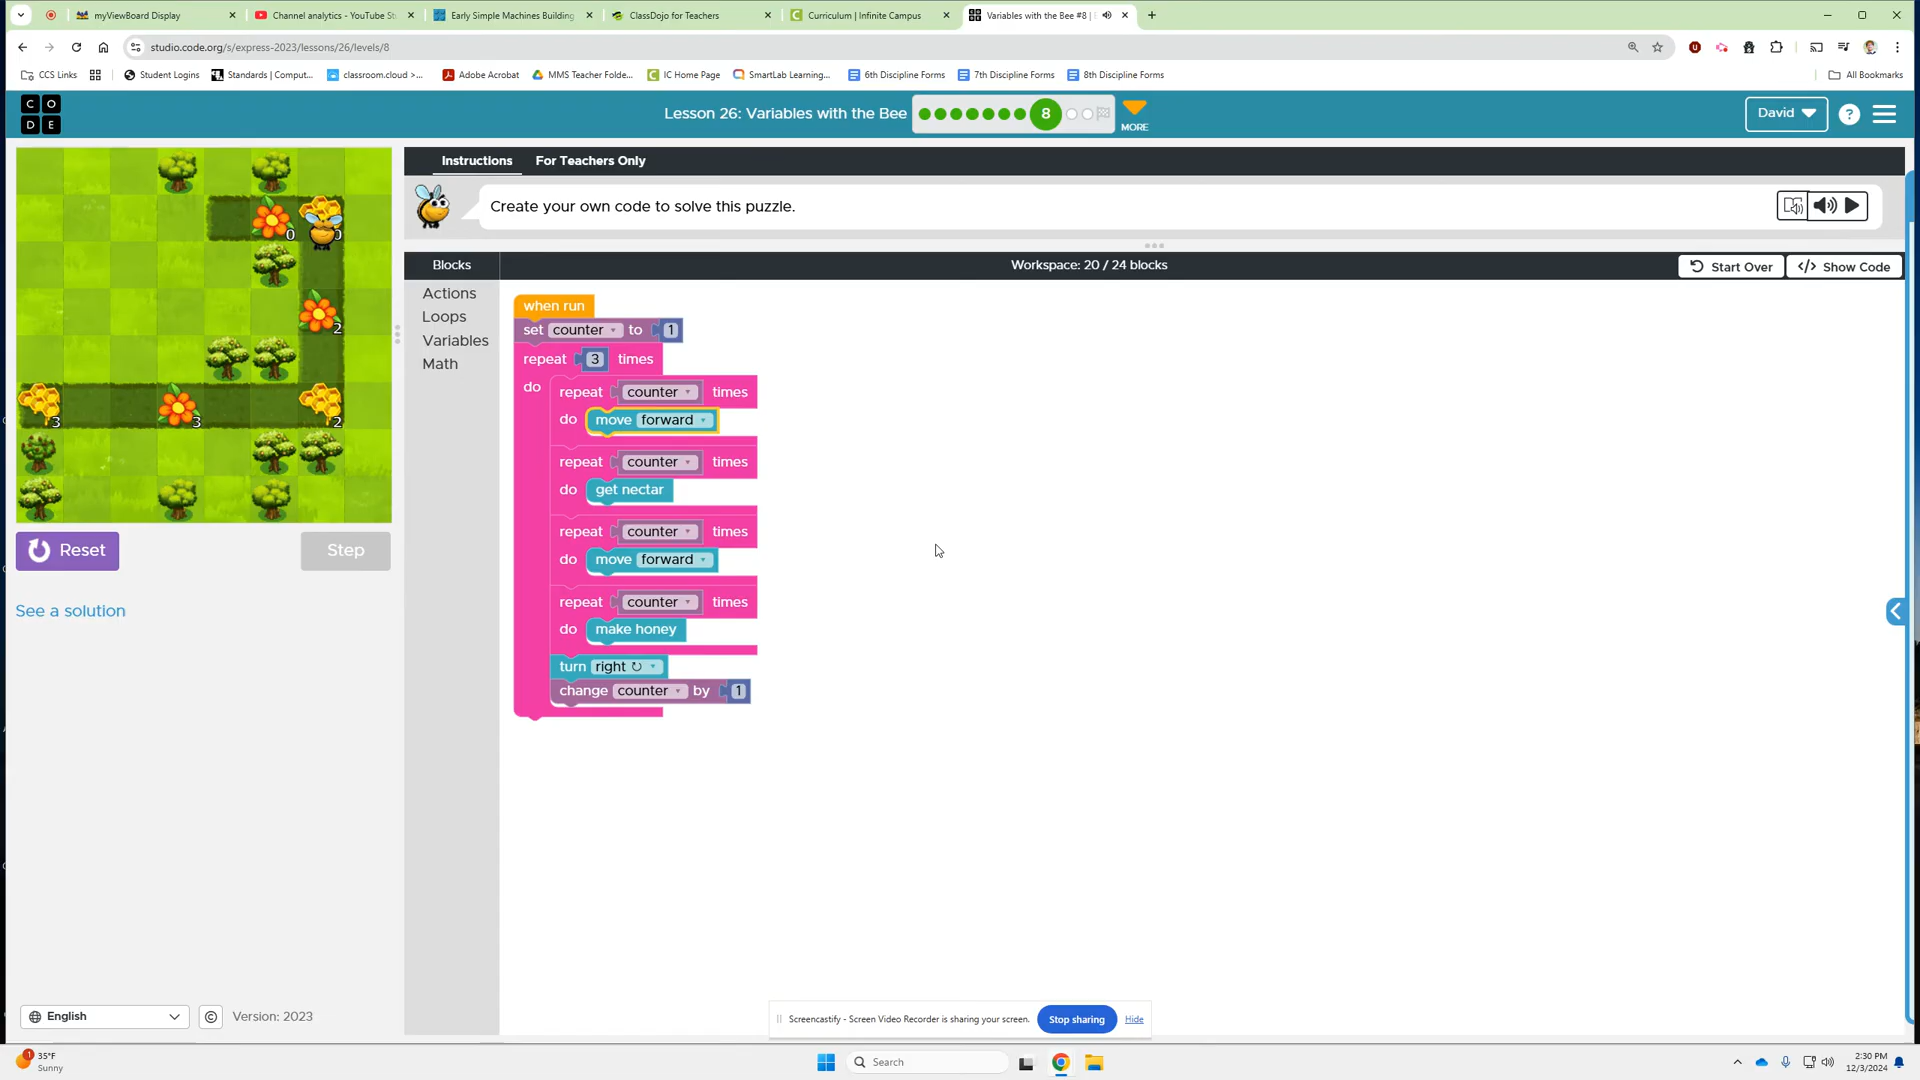 myViewBoard Display
Channel analytics - YouTube St
Early Simple Machines Building
ClassDojo for Teachers
Curriculum | Infinite Campus
Variables with the Bee #8 |
studio.code.org/s/express-2023/lessons/26/levels/8
CCS Links
Student Logins
Standards | Comput...
classroom.cloud >...
Adobe Acrobat
MMS Teacher Folde...
IC Home Page
SmartLab Learning...
6th Discipline Forms
7th Discipline Forms
8th Discipline Forms
All Bookmarks
C O
D E
Lesson 26: Variables with the Bee
8
MORE
David
?
Instructions
For Teachers Only
Create your own code to solve this puzzle.
0
0
2
3
3
2
Blocks
Workspace: 20 / 24 blocks
Start Over
</> Show Code
Actions
Loops
Variables
Math
when run
set counter to 1
repeat 3 times
do
repeat counter times
do move forward
repeat counter times
do get nectar
repeat counter times
do move forward
repeat counter times
do make honey
turn right ↻
change counter by 1
Reset
Step
See a solution
English
©
Version: 2023
Screencastify - Screen Video Recorder is sharing your screen.
Stop sharing
Hide
1
35°F
Sunny
Search
2:30 PM
12/3/2024